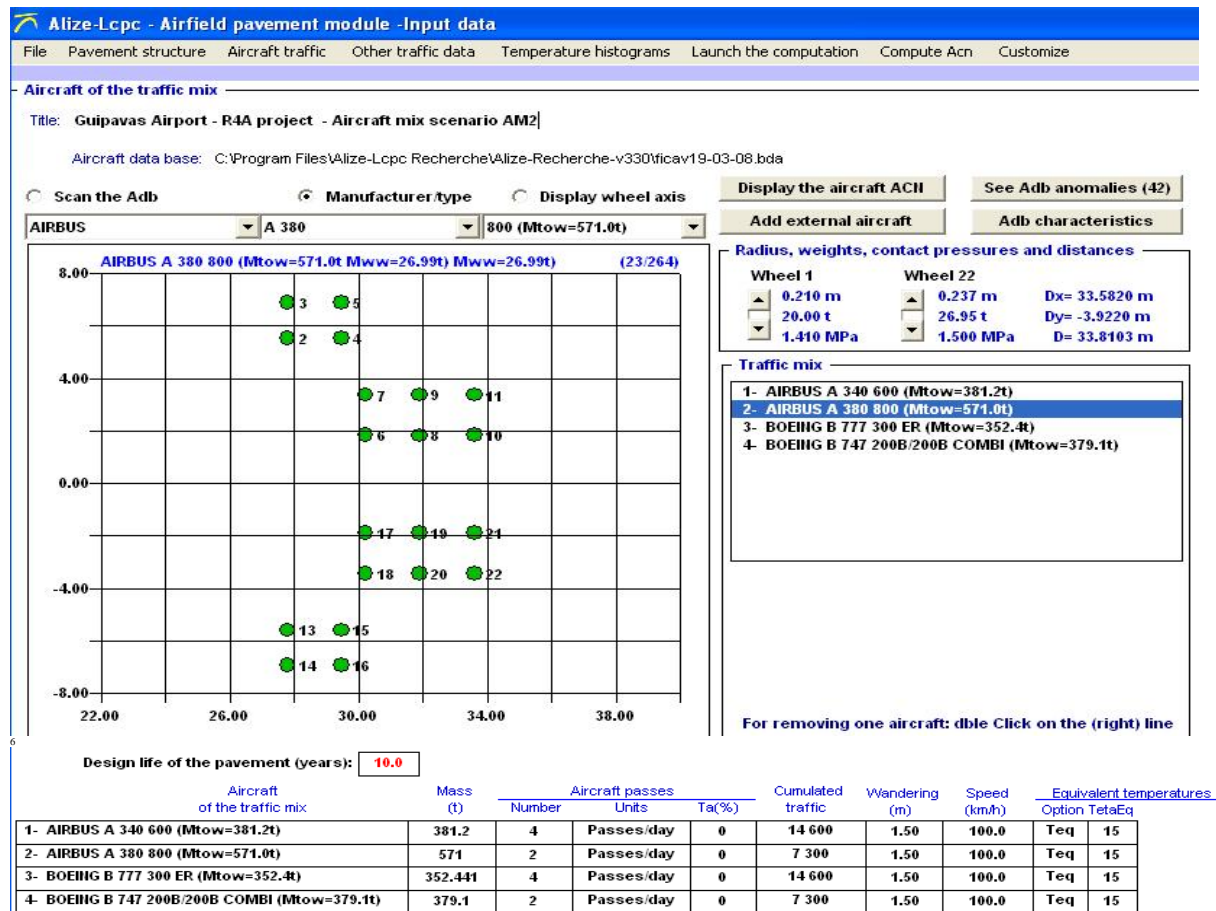 Alize-Lcpc - Airfield pavement module -Input data
File Pavement structure Aircraft traffic Other traffic data Temperature histograms Launch the computation Compute Acn Customize
Aircraft of the traffic mix
Title: Guipavas Airport - R4A project - Aircraft mix scenario AM2
Aircraft data base: C:\Program Files\Alize-Lcpc Recherche\Alize-Recherche-v330\ficav19-03-08.bda
Scan the Adb Manufacturer/type Display wheel axis
Display the aircraft ACN See Adb anomalies (42)
AIRBUS A 380 800 (Mtow=571.0t)
Add external aircraft Adb characteristics
AIRBUS A 380 800 (Mtow=571.0t Mww=26.99t) Mww=26.99t) (23/264)
8.00
3 5
2 4
4.00
7 9 11
6 8 10
0.00
17 19 21
18 20 22
-4.00
13 15
14 16
-8.00
22.00 26.00 30.00 34.00 38.00
Radius, weights, contact pressures and distances
Wheel 1 Wheel 22
0.210 m 0.237 m Dx= 33.5820 m
20.00 t 26.95 t Dy= -3.9220 m
1.410 MPa 1.500 MPa D= 33.8103 m
Traffic mix
1- AIRBUS A 340 600 (Mtow=381.2t)
2- AIRBUS A 380 800 (Mtow=571.0t)
3- BOEING B 777 300 ER (Mtow=352.4t)
4- BOEING B 747 200B/200B COMBI (Mtow=379.1t)
For removing one aircraft: dble Click on the (right) line
6
Design life of the pavement (years): 10.0
Aircraft Mass Aircraft passes Cumulated Wandering Speed Equivalent temperatures
of the traffic mix (t) Number Units Ta(%) traffic (m) (km/h) Option TetaEq
1- AIRBUS A 340 600 (Mtow=381.2t) 381.2 4 Passes/day 0 14 600 1.50 100.0 Teq 15
2- AIRBUS A 380 800 (Mtow=571.0t) 571 2 Passes/day 0 7 300 1.50 100.0 Teq 15
3- BOEING B 777 300 ER (Mtow=352.4t) 352.441 4 Passes/day 0 14 600 1.50 100.0 Teq 15
4- BOEING B 747 200B/200B COMBI (Mtow=379.1t) 379.1 2 Passes/day 0 7 300 1.50 100.0 Teq 15